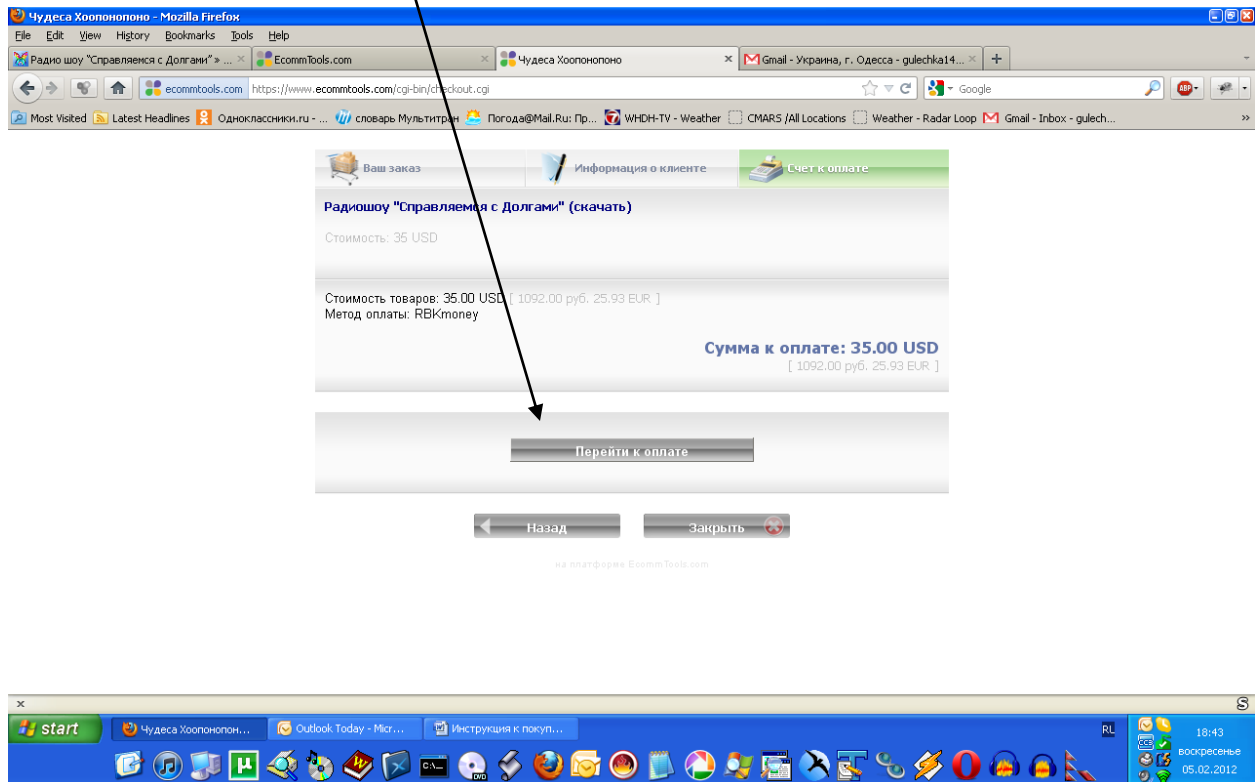 Чудеса Хоопонопоно - Mozilla Firefox
File Edit View History Bookmarks Tools Help
Радио шоу "Справляемся с Долгами" » ... EcommTools.com Чудеса Хоопонопоно Gmail - Украина, г. Одесса - gulechka14...
ecommtools.com https://www.ecommtools.com/cgi-bin/checkout.cgi Google
Most Visited Latest Headlines Одноклассники.ru - ... словарь Мультитран Погода@Mail.Ru: Пр... WHDH-TV - Weather CMARS /All Locations Weather - Radar Loop Gmail - Inbox - gulech...
Ваш заказ Информация о клиенте Счет к оплате
Радиошоу "Справляемся с Долгами" (скачать)
Стоимость: 35 USD
Стоимость товаров: 35.00 USD [ 1092.00 руб. 25.93 EUR ]
Метод оплаты: RBKmoney
Сумма к оплате: 35.00 USD
[ 1092.00 руб. 25.93 EUR ]
Перейти к оплате
Назад Закрыть
на платформе EcommTools.com
start Чудеса Хоопонопон... Outlook Today - Micr... Инструкция к покуп... RU 18:43
воскресенье
05.02.2012